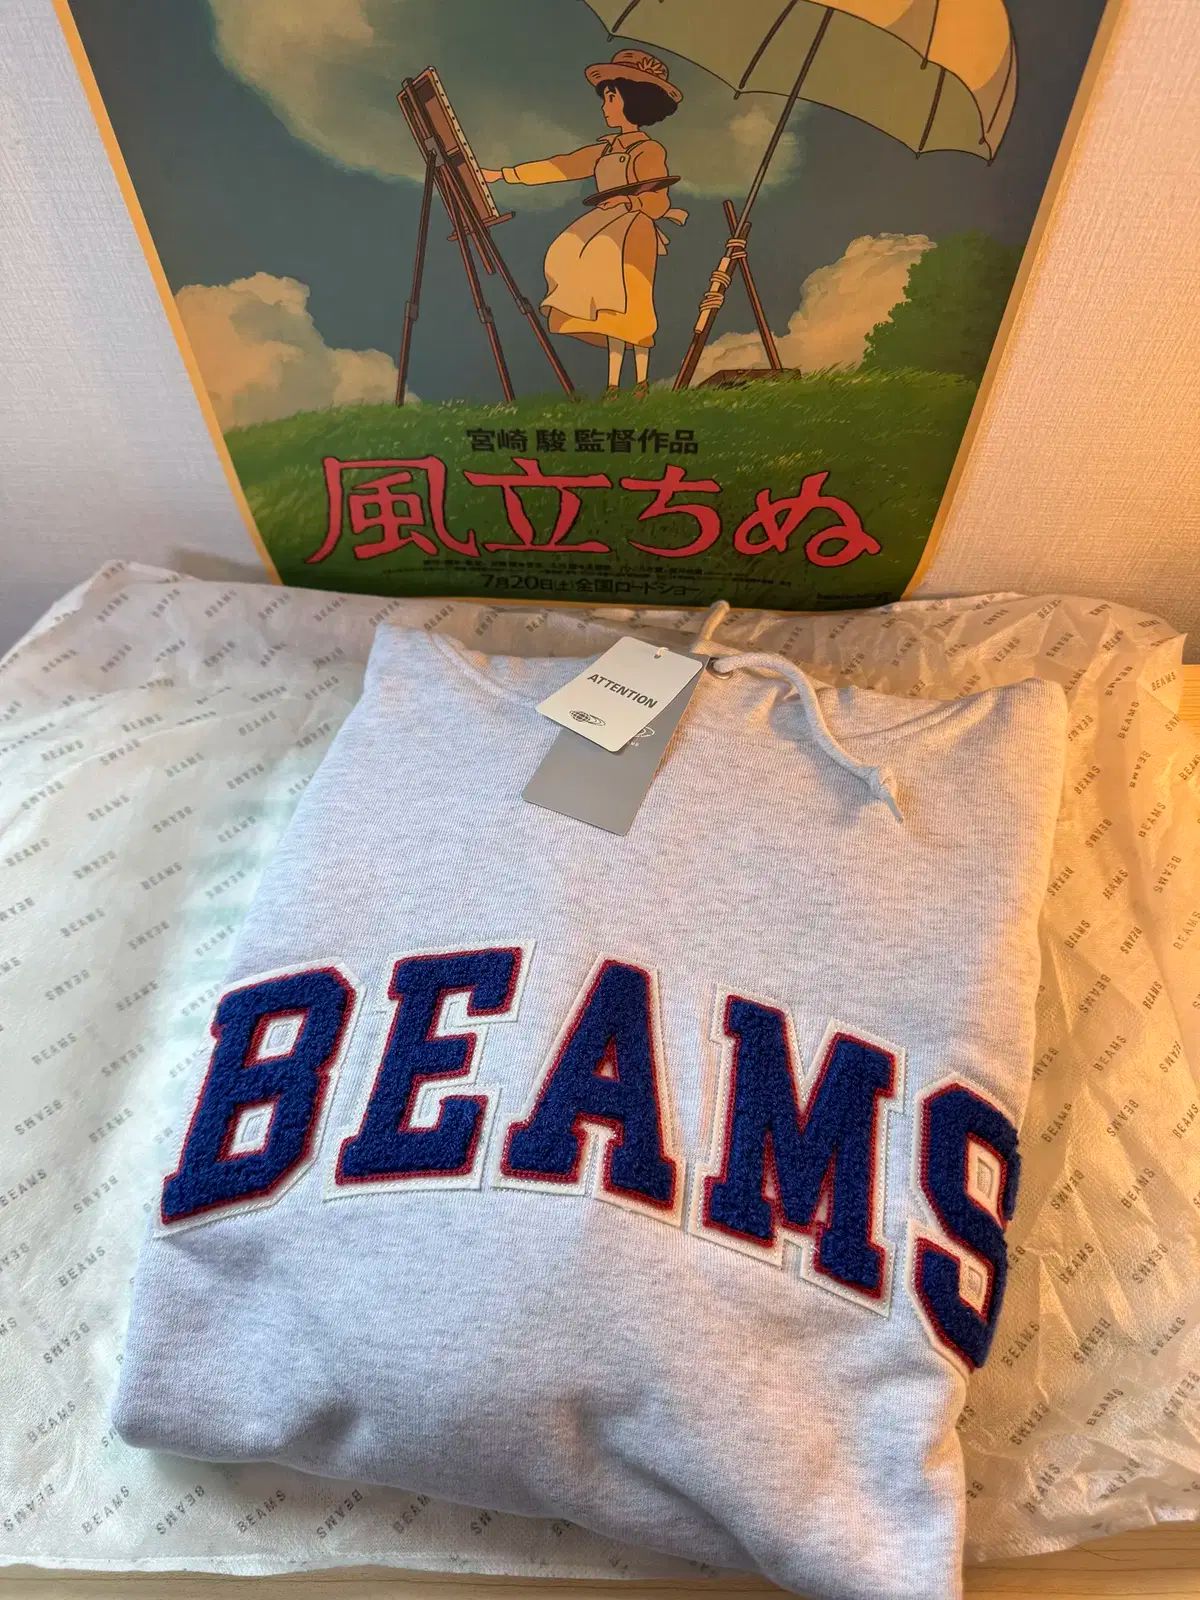 宮崎 駿 監督作品
風立ちぬ
7月20日(土)全国ロードショー
ATTENTION
BEAMS